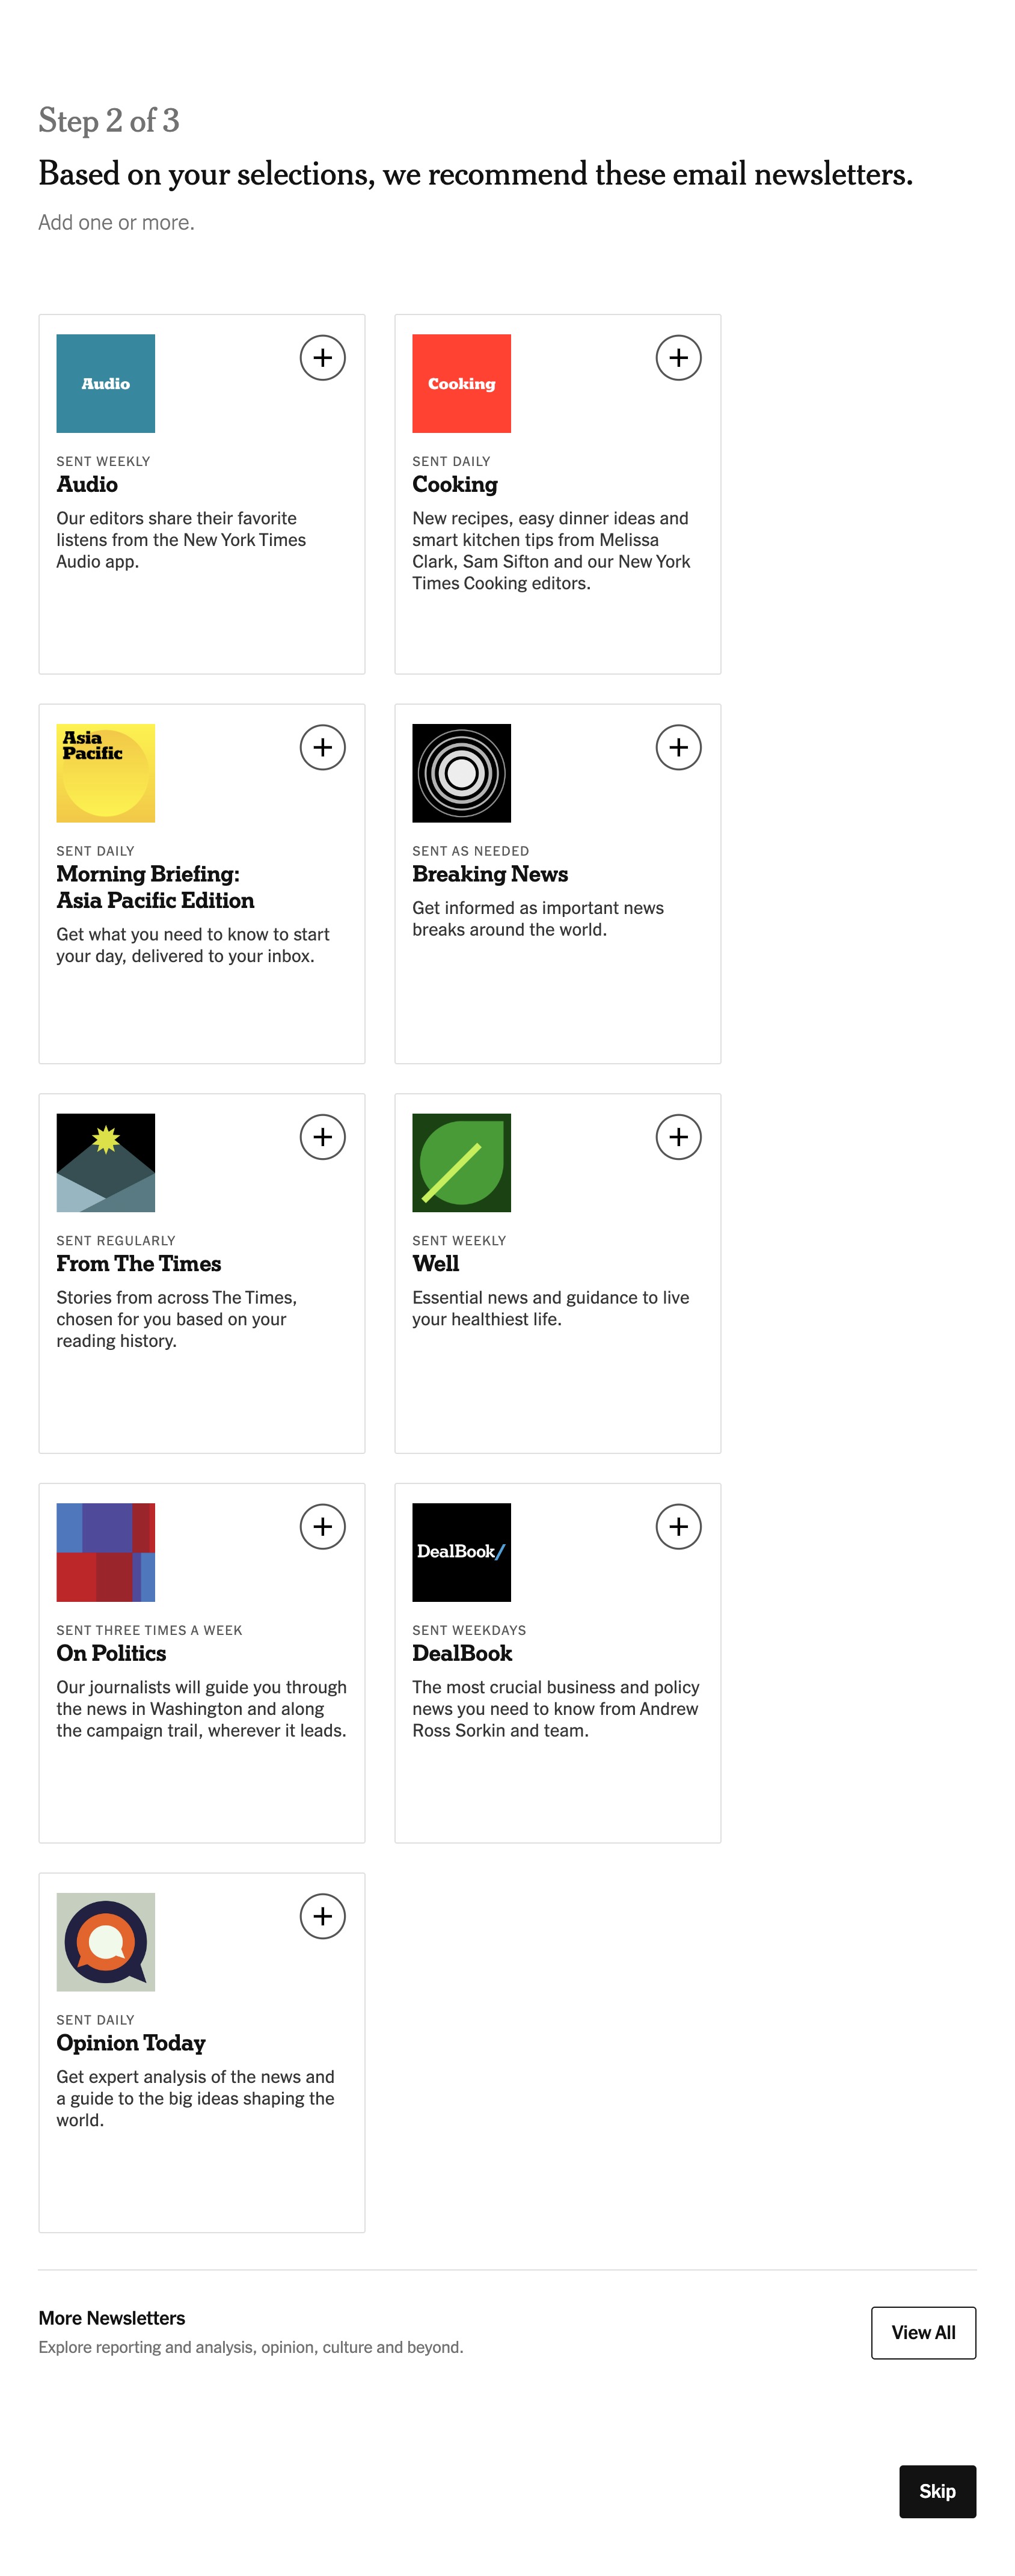 Step 2 of 3
Based on your selections, we recommend these email newsletters.
Add one or more.
Audio
SENT WEEKLY
Audio
Our editors share their favorite
listens from the New York Times
Audio app.
Cooking
SENT DAILY
Cooking
New recipes, easy dinner ideas and
smart kitchen tips from Melissa
Clark, Sam Sifton and our New York
Times Cooking editors.
Asia
Pacific
SENT DAILY
Morning Briefing:
Asia Pacific Edition
Get what you need to know to start
your day, delivered to your inbox.
SENT AS NEEDED
Breaking News
Get informed as important news
breaks around the world.
SENT REGULARLY
From The Times
Stories from across The Times,
chosen for you based on your
reading history.
SENT WEEKLY
Well
Essential news and guidance to live
your healthiest life.
SENT THREE TIMES A WEEK
On Politics
Our journalists will guide you through
the news in Washington and along
the campaign trail, wherever it leads.
DealBook/
SENT WEEKDAYS
DealBook
The most crucial business and policy
news you need to know from Andrew
Ross Sorkin and team.
SENT DAILY
Opinion Today
Get expert analysis of the news and
a guide to the big ideas shaping the
world.
More Newsletters
Explore reporting and analysis, opinion, culture and beyond.
View All
Skip